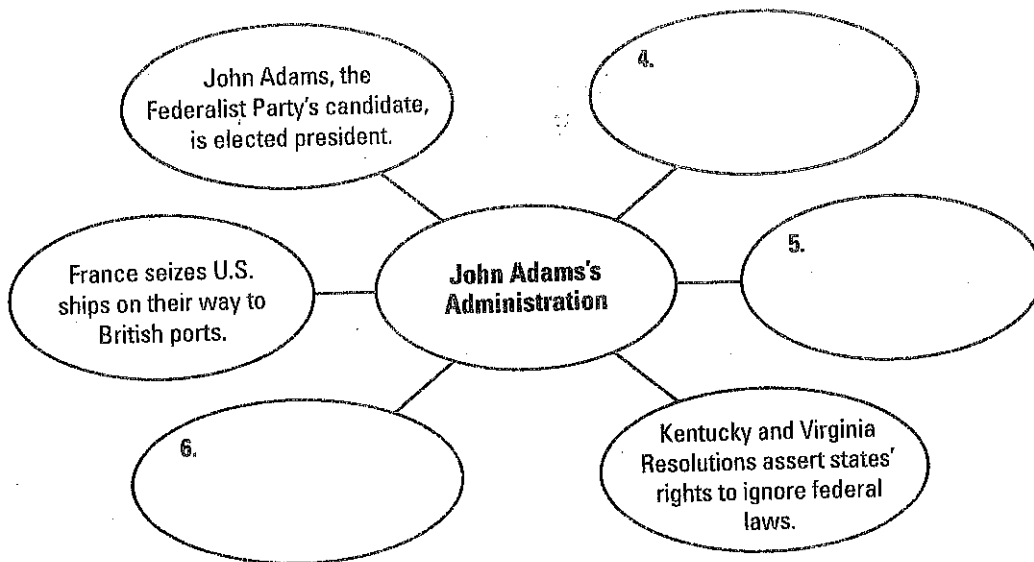 John Adams, the
Federalist Party's candidate,
is elected president.
4.
France seizes U.S.
ships on their way to
British ports.
John Adams's
Administration
5.
6.
Kentucky and Virginia
Resolutions assert states'
rights to ignore federal
laws.